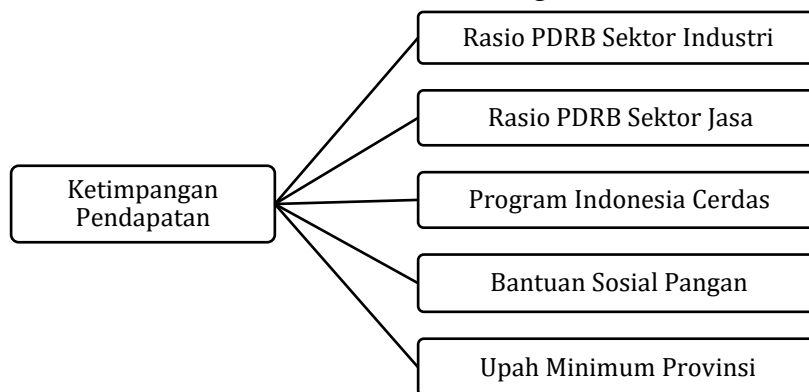 Ketimpangan
Pendapatan
Rasio PDRB Sektor Industri
Rasio PDRB Sektor Jasa
Program Indonesia Cerdas
Bantuan Sosial Pangan
Upah Minimum Provinsi